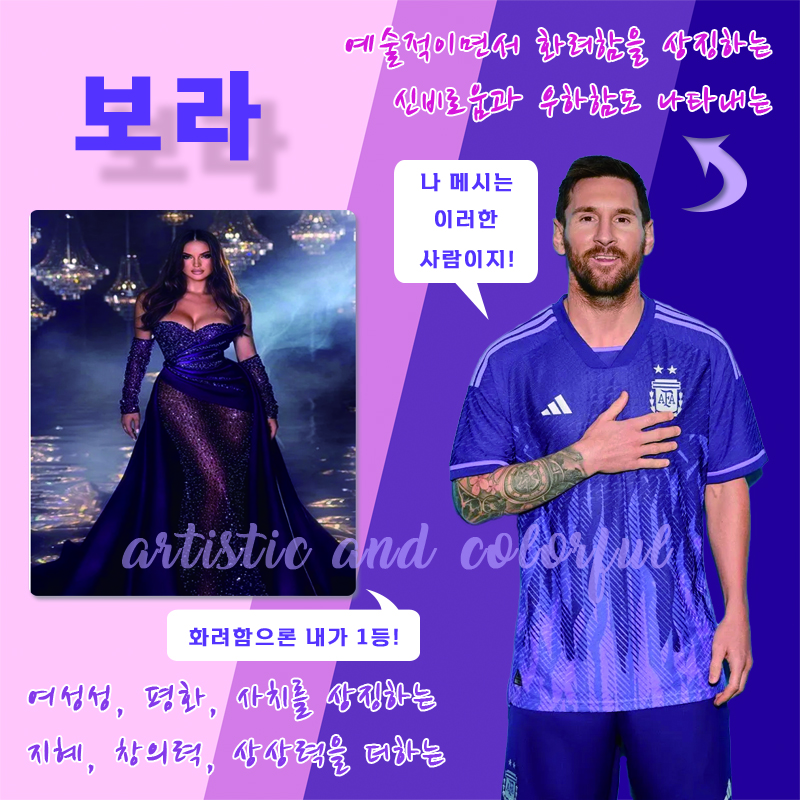 예술적이면서 화려함을 상징하는
신비로움과 우하함도 나타내는
보라
나 메시는
이러한
사람이지!
AFA
artistic and colorful
화려함으론 내가 1등!
여성성, 평화, 사치를 상징하는
지혜, 창의력, 상상력을 더하는